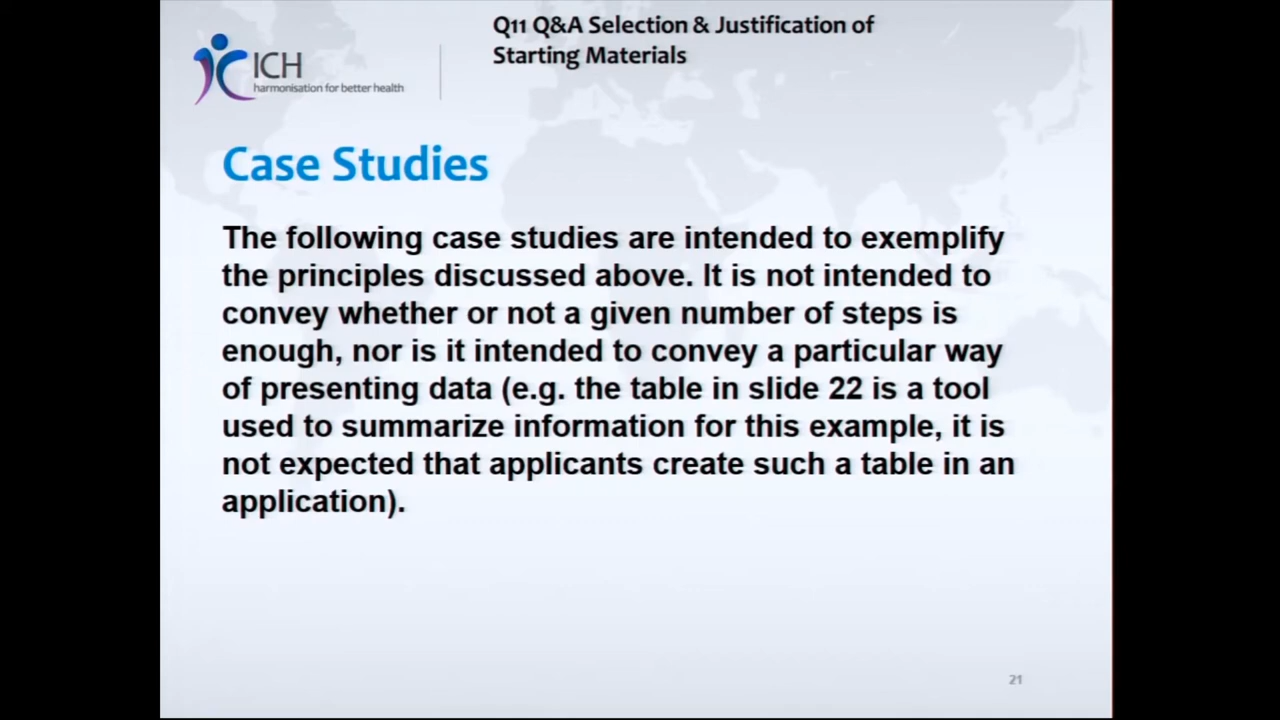 Q11 Q&A Selection & Justification of
Starting Materials
ICH
harmonisation for better health
Case Studies
The following case studies are intended to exemplify
the principles discussed above. It is not intended to
convey whether or not a given number of steps is
enough, nor is it intended to convey a particular way
of presenting data (e.g. the table in slide 22 is a tool
used to summarize information for this example, it is
not expected that applicants create such a table in an
application).
21